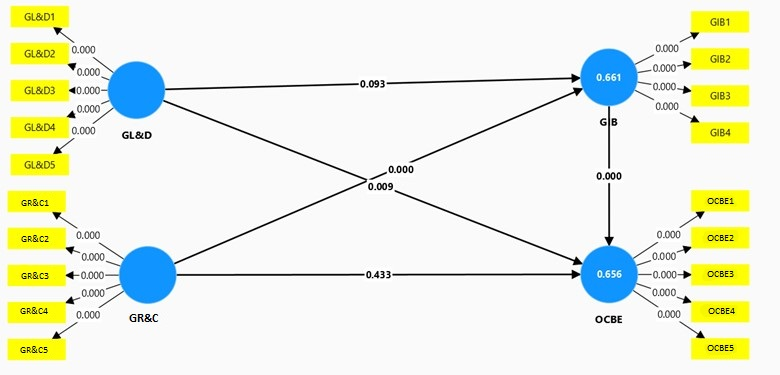 GL&D1
GL&D2
GL&D3
GL&D4
GL&D5
0.000
0.000
0.000
0.000
0.000
GL&D
GR&C1
GR&C2
GR&C3
GR&C4
GR&C5
0.000
0.000
0.000
0.000
0.000
GR&C
0.093
0.000
0.009
0.433
0.661
GIB
0.000
0.656
OCBE
0.000
0.000
0.000
0.000
GIB1
GIB2
GIB3
GIB4
0.000
0.000
0.000
0.000
0.000
OCBE1
OCBE2
OCBE3
OCBE4
OCBE5